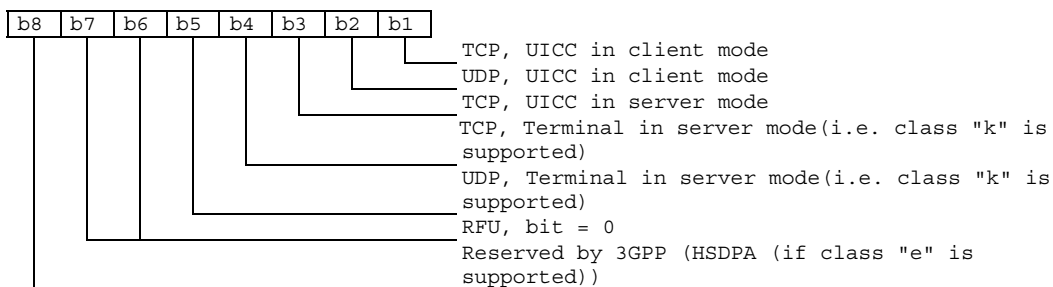 b8 b7 b6 b5 b4 b3 b2 b1
TCP, UICC in client mode
UDP, UICC in client mode
TCP, UICC in server mode
TCP, Terminal in server mode(i.e. class "k" is
supported)
UDP, Terminal in server mode(i.e. class "k" is
supported)
RFU, bit = 0
Reserved by 3GPP (HSDPA (if class "e" is
supported))